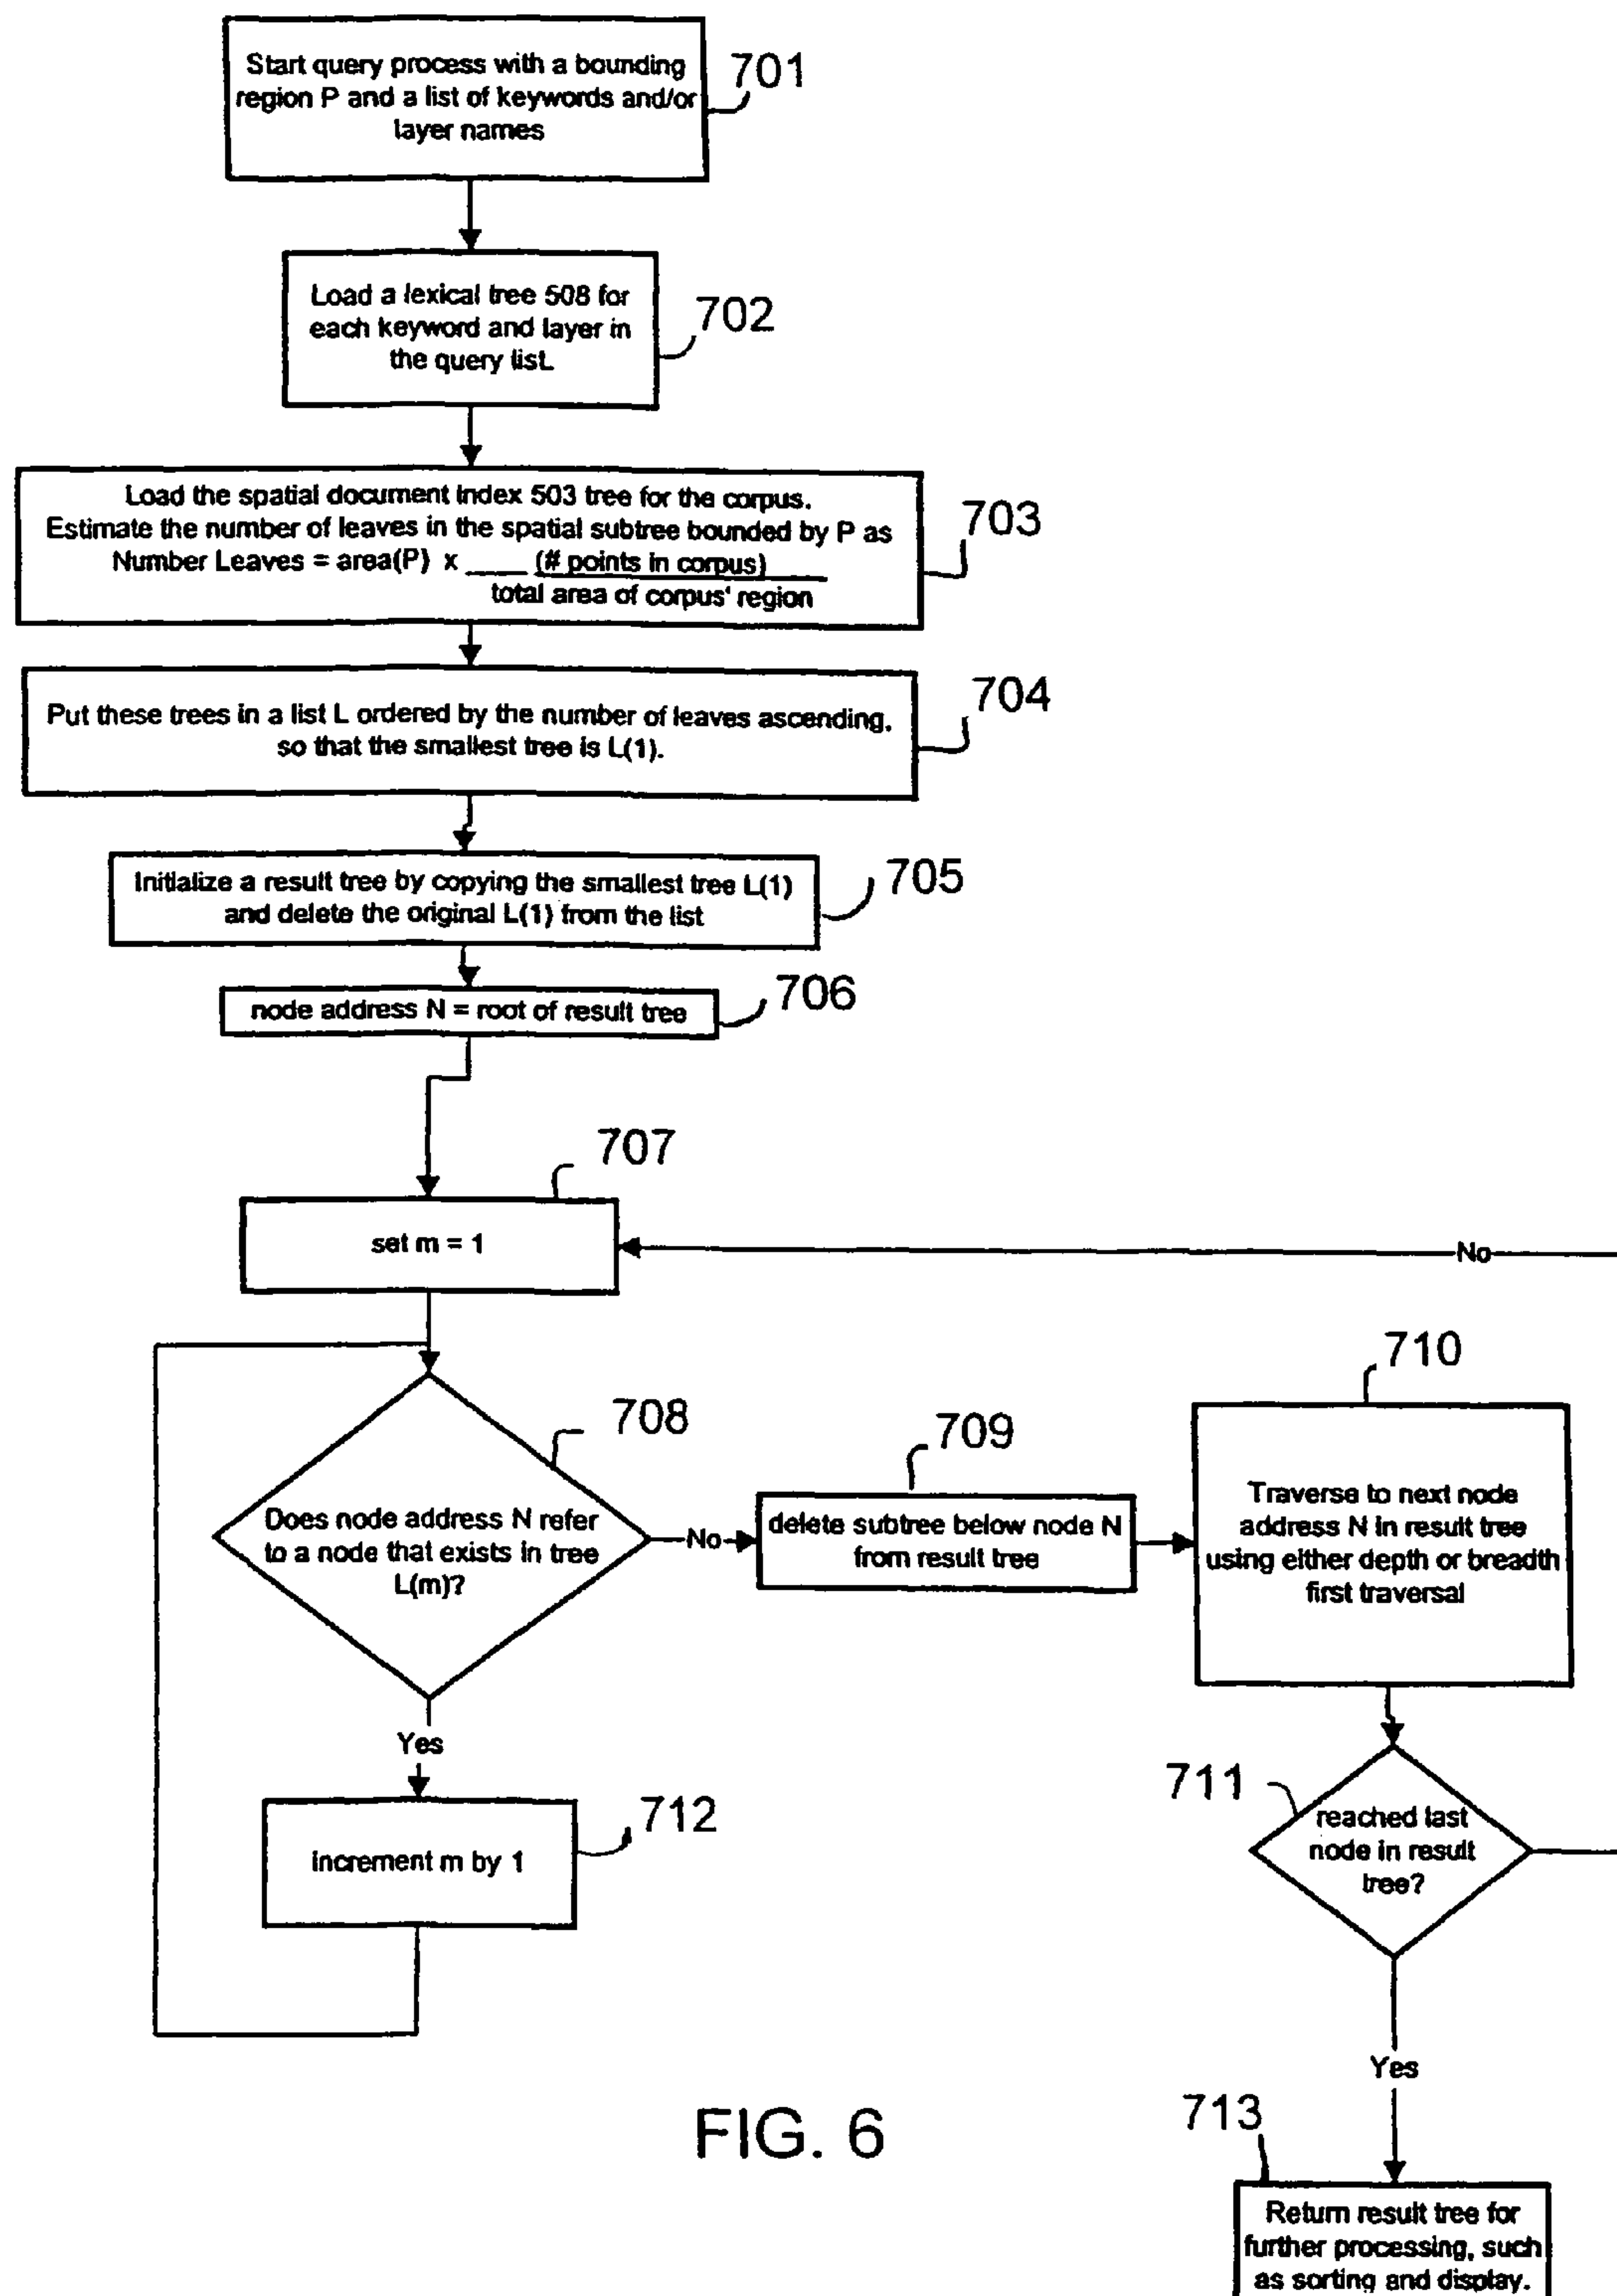 Start query process with a bounding
region P and a list of keywords and/or
layer names
701
Load a lexical tree 508 for
each keyword and layer in
the query list.
702
Load the spatial document index 503 tree for the corpus.
Estimate the number of leaves in the spatial subtree bounded by P as
Number Leaves = area(P) x ____ (# points in corpus)
total area of corpus' region
703
Put these trees in a list L ordered by the number of leaves ascending,
so that the smallest tree is L(1).
704
Initialize a result tree by copying the smallest tree L(1)
and delete the original L(1) from the list
705
node address N = root of result tree
706
707
set m = 1
No
708
Does node address N refer
to a node that exists in tree
L(m)?
No
709
delete subtree below node N
from result tree
710
Traverse to next node
address N in result tree
using either depth or breadth
first traversal
Yes
712
increment m by 1
711
reached last
node in result
tree?
Yes
713
Return result tree for
further processing, such
as sorting and display.
FIG. 6